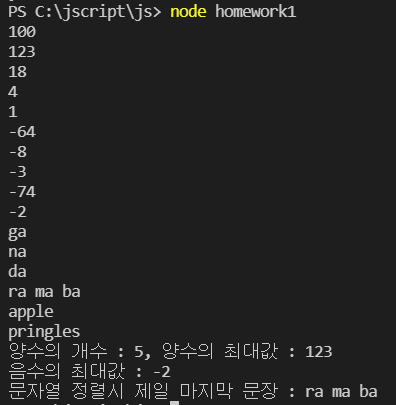 PS C:\jscript\js> node homework1
100
123
18
4
1
-64
-8
-3
-74
-2
ga
na
da
ra ma ba
apple
pringles
양수의 개수 : 5, 양수의 최대값 : 123
음수의 최대값 : -2
문자열 정렬시 제일 마지막 문장 : ra ma ba